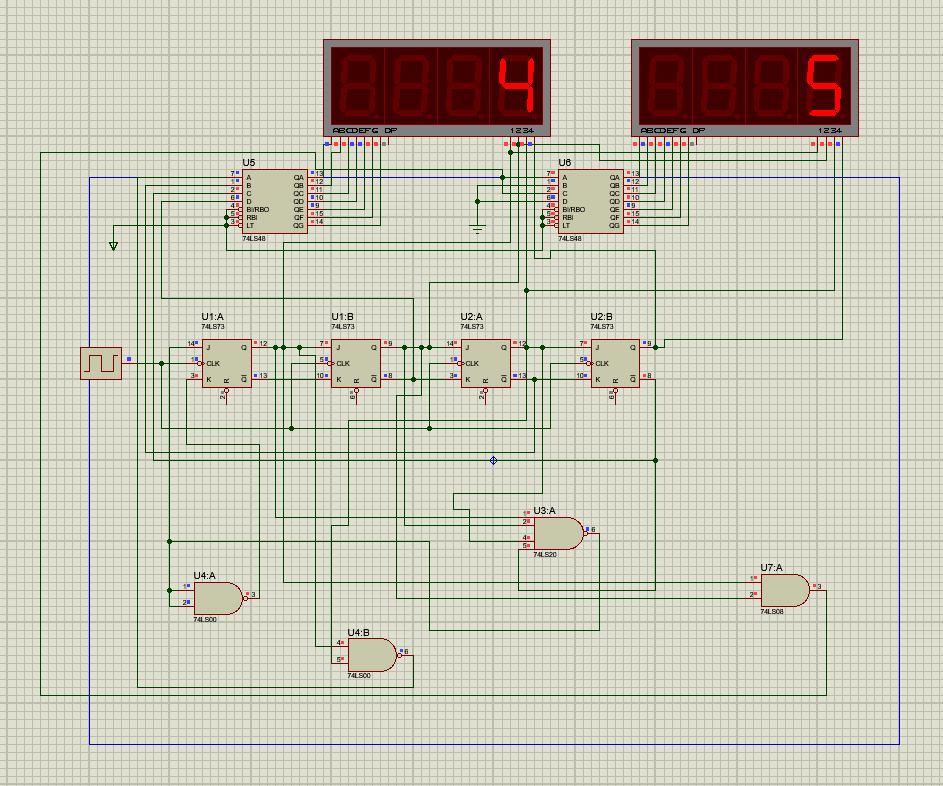 4
5
ABCDEFG DP
1234
ABCDEFG DP
1234
U5
7 A QA 13
1 B QB 12
2 C QC 11
6 D QD 10
4 BI/RBO QE 9
5 RBI QF 15
3 LT QG 14
74LS48
U6
7 A QA 13
1 B QB 12
2 C QC 11
6 D QD 10
4 BI/RBO QE 9
5 RBI QF 15
3 LT QG 14
74LS48
U1:A
74LS73
14 J Q 12
1 CLK
3 K Q 13
R
2
U1:B
74LS73
7 J Q 9
5 CLK
10 K Q 8
R
6
U2:A
74LS73
14 J Q 12
1 CLK
3 K Q 13
R
2
U2:B
74LS73
7 J Q 9
5 CLK
10 K Q 8
R
6
U3:A
1
2
4
5
6
74LS20
U4:A
1
2
3
74LS00
U7:A
1
2
3
74LS08
U4:B
4
5
6
74LS00